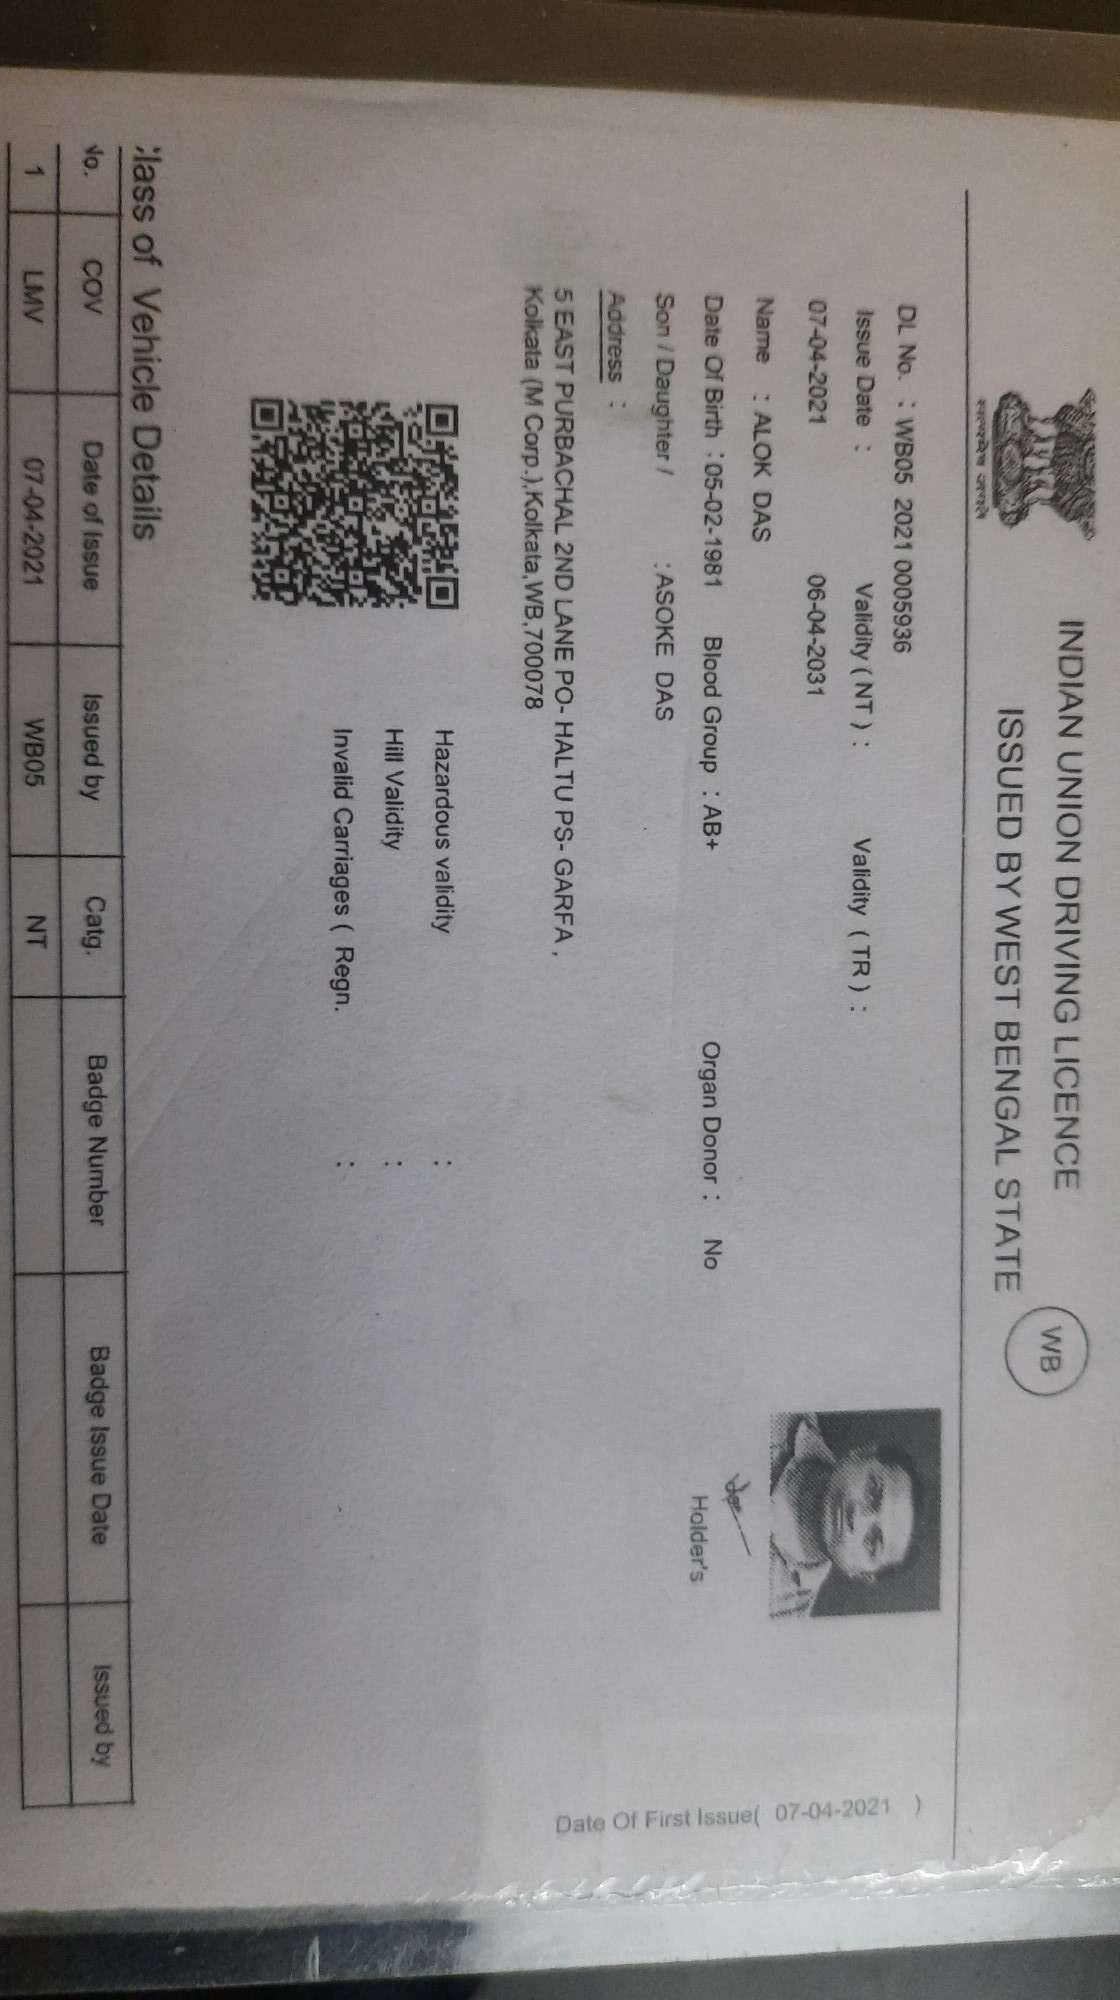 INDIAN UNION DRIVING LICENCE
ISSUED BY WEST BENGAL STATE
WB
DL No. : WB05 2021 0005936
Issue Date : Validity ( NT ) : Validity ( TR ) :
07-04-2021 06-04-2031
Name : ALOK DAS
Date Of Birth : 05-02-1981 Blood Group : AB+ Organ Donor : No
Son / Daughter / : ASOKE DAS
Address :
5 EAST PURBACHAL 2ND LANE PO- HALTU PS- GARFA ,
Kolkata (M Corp.),Kolkata,WB,700078
Holder's
Date Of First Issue( 07-04-2021 )
Hazardous validity :
Hill Validity :
Invalid Carriages ( Regn. :
Class of Vehicle Details
No. COV Date of Issue Issued by Catg. Badge Number Badge Issue Date Issued by
1 LMV 07-04-2021 WB05 NT